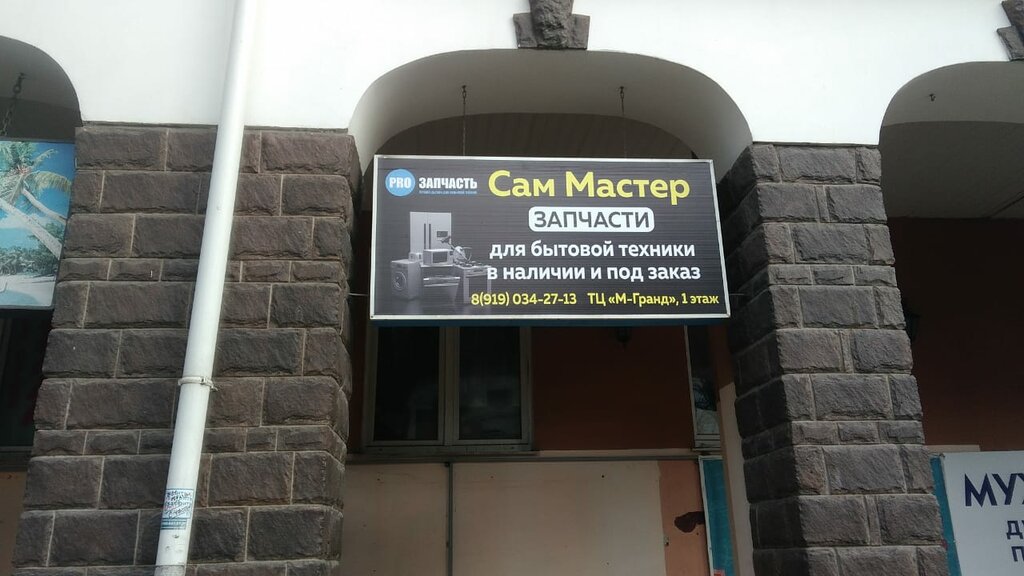 PRO ЗАПЧАСТЬ
Сам Мастер
ЗАПЧАСТИ
для бытовой техники
в наличии и под заказ
8(919) 034-27-13 ТЦ «М-Гранд», 1 этаж